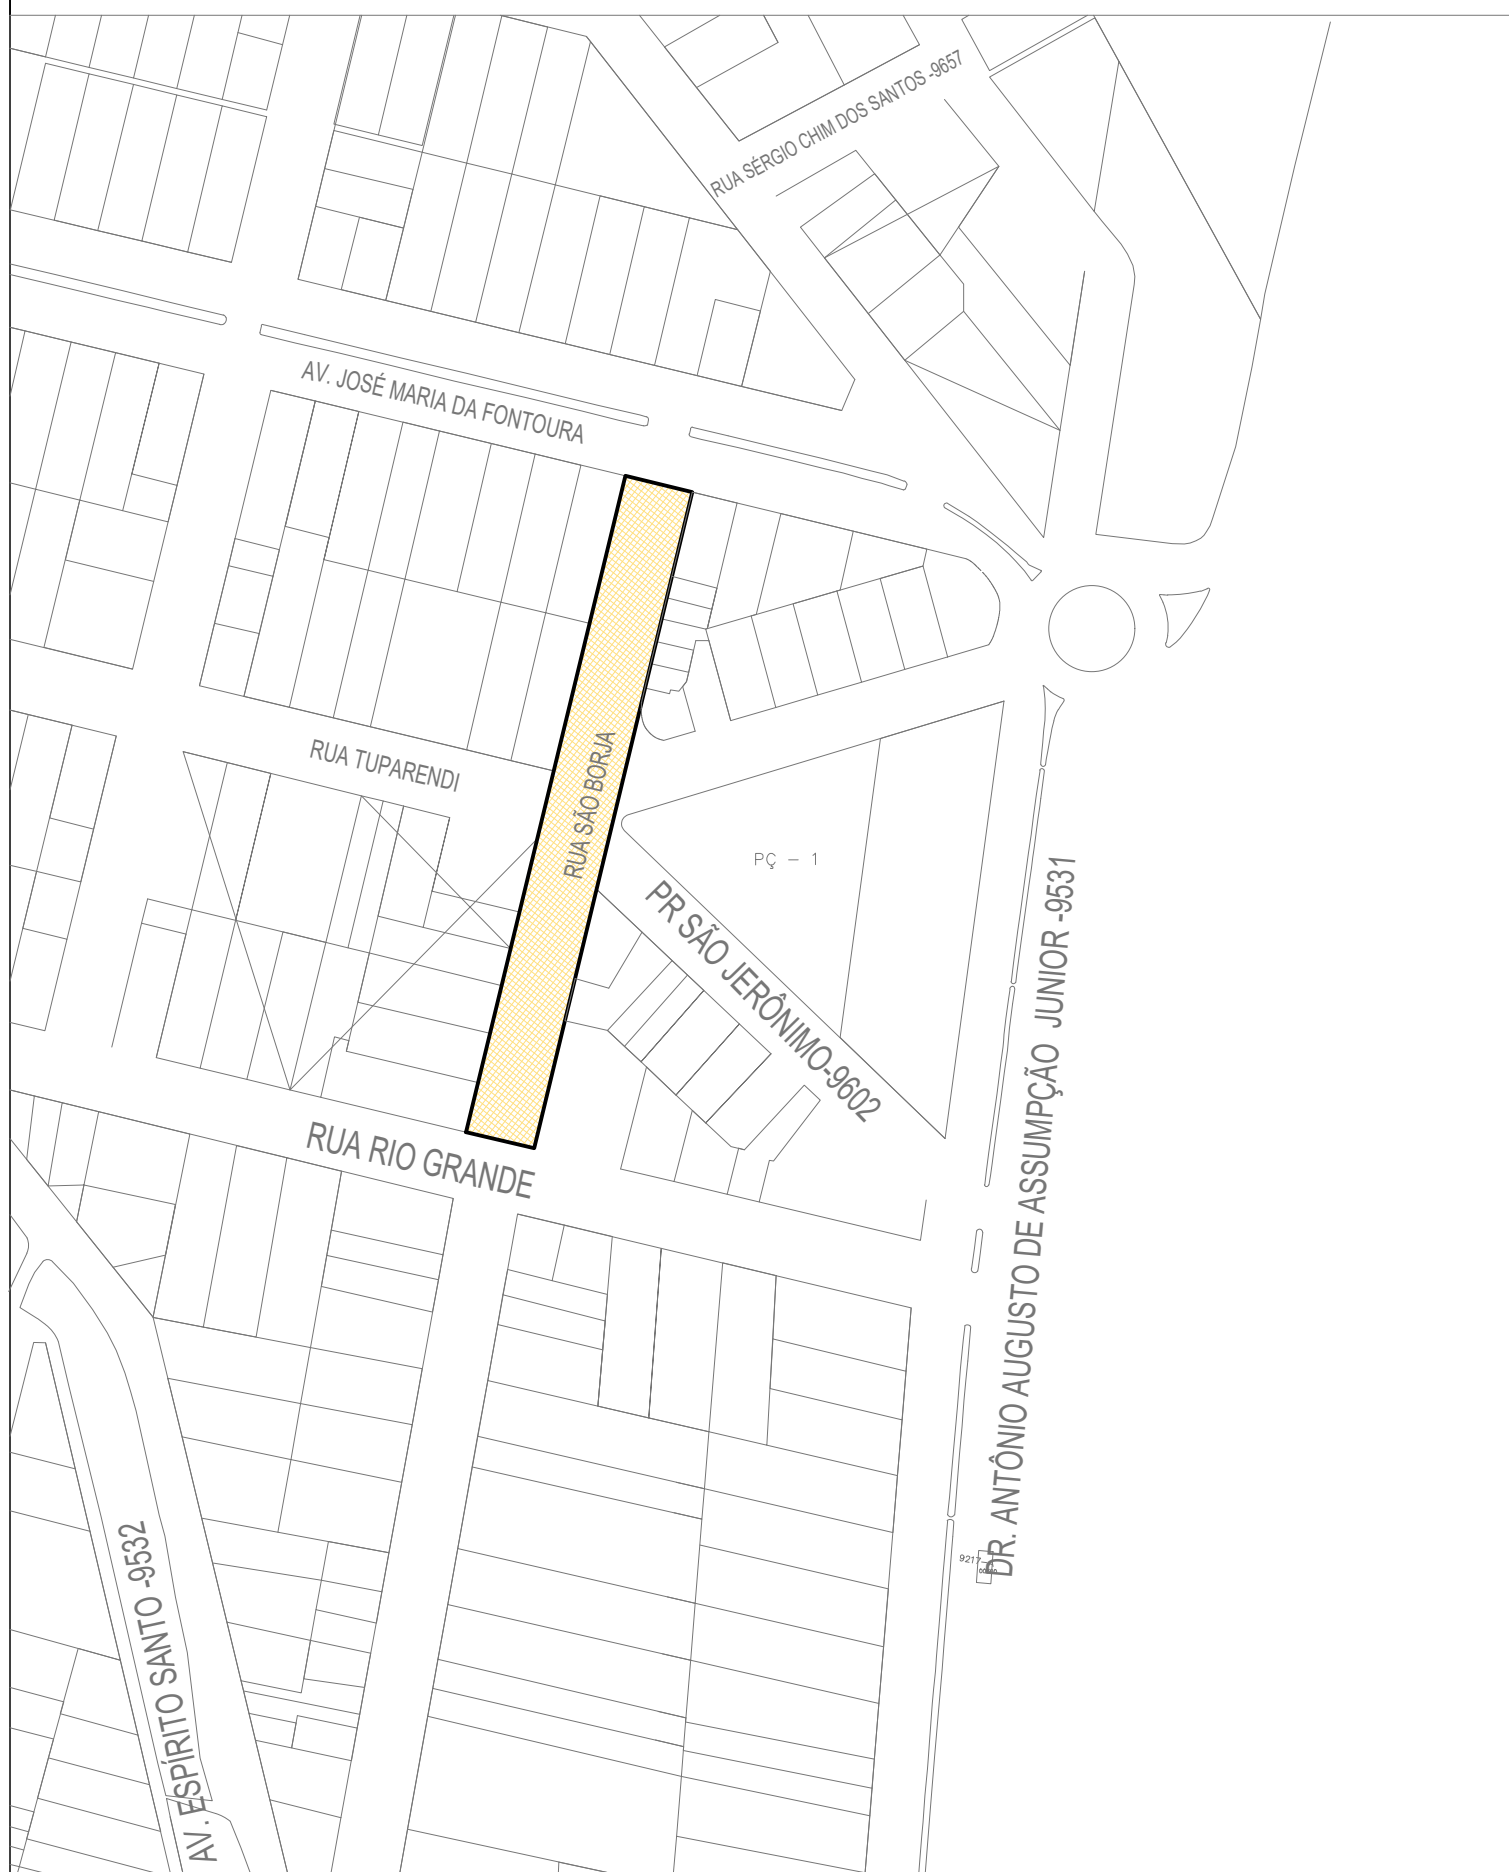 RUA SÉRGIO CHIM DOS SANTOS -9657
AV. JOSÉ MARIA DA FONTOURA
RUA TUPARENDI
RUA SÃO BORJA
PÇ - 1
PR SÃO JERÔNIMO-9602
DR. ANTÔNIO AUGUSTO DE ASSUMPÇÃO JUNIOR -9531
RUA RIO GRANDE
AV. ESPÍRITO SANTO -9532
9217